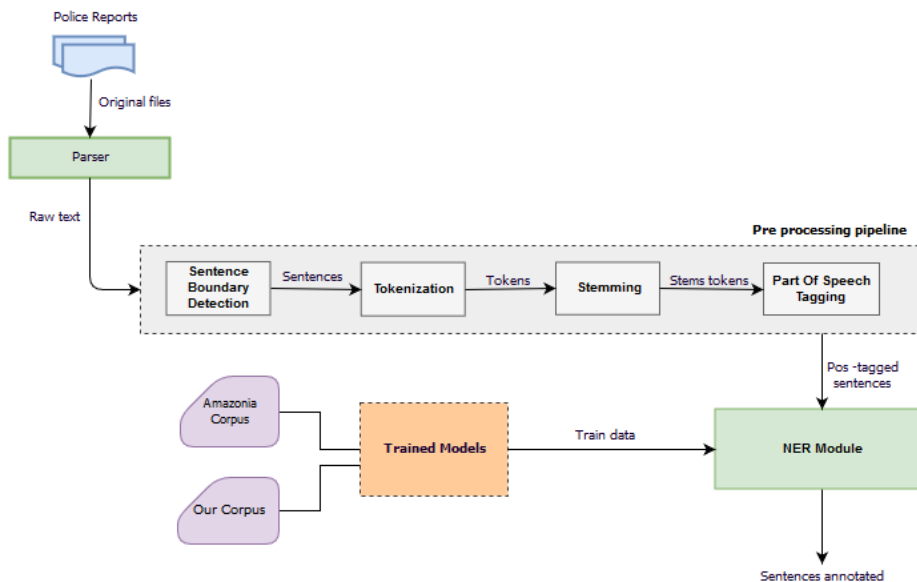 Police Reports
Original files
Parser
Raw text
Pre processing pipeline
Sentence
Boundary
Detection
Sentences
Tokenization
Tokens
Stemming
Stems tokens
Part Of Speech
Tagging
Pos -tagged
sentences
Amazonia
Corpus
Our Corpus
Trained Models
Train data
NER Module
Sentences annotated